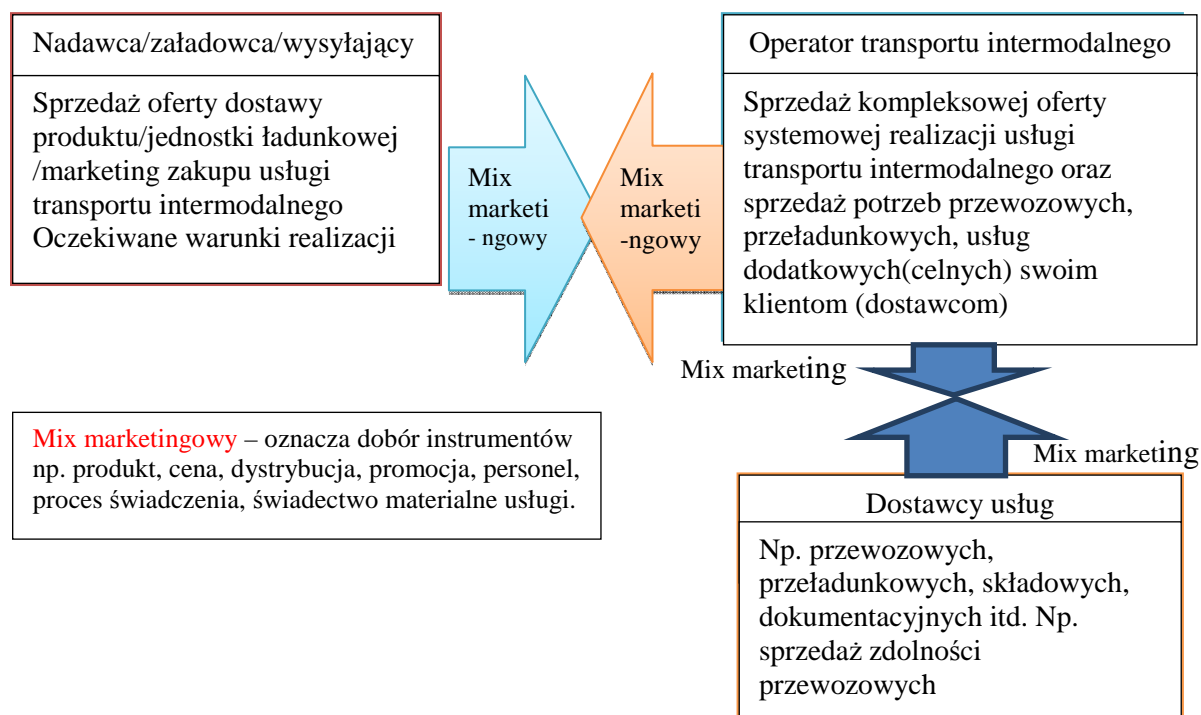 Nadawca/załadowca/wysyłający
Sprzedaż oferty dostawy
produktu/jednostki ładunkowej
/marketing zakupu usługi
transportu intermodalnego
Oczekiwane warunki realizacji
Mix
marketi
- ngowy
Mix
marketi
-ngowy
Operator transportu intermodalnego
Sprzedaż kompleksowej oferty
systemowej realizacji usługi
transportu intermodalnego oraz
sprzedaż potrzeb przewozowych,
przeładunkowych, usług
dodatkowych(celnych) swoim
klientom (dostawcom)
Mix marketing
Mix marketingowy – oznacza dobór instrumentów
np. produkt, cena, dystrybucja, promocja, personel,
proces świadczenia, świadectwo materialne usługi.
Mix marketing
Dostawcy usług
Np. przewozowych,
przeładunkowych, składowych,
dokumentacyjnych itd. Np.
sprzedaż zdolności
przewozowych